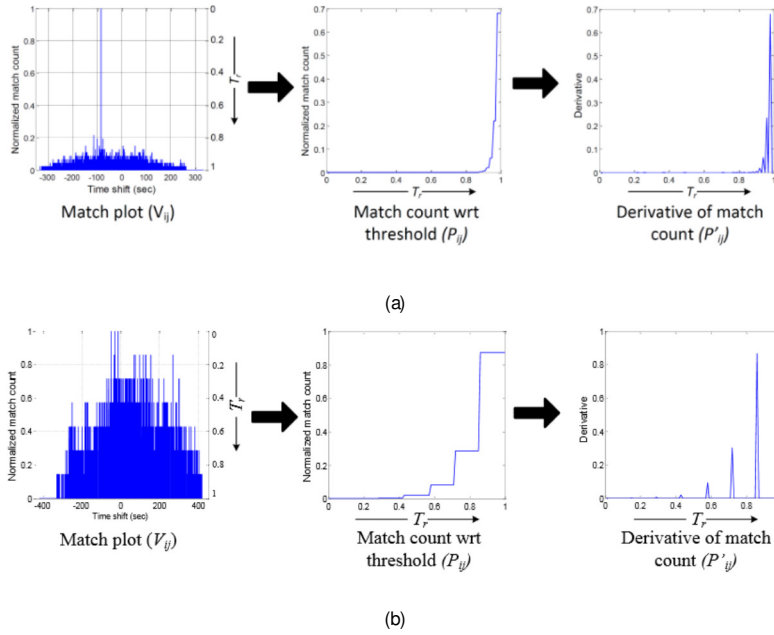 Normalized match count
1
0.8
0.6
0.4
0.2
0
-300 -200 -100 0 100 200 300
Time shift (sec)
0
0.2
0.4
0.6
0.8
1
Tr
Match plot (Vij)
Normalized match count
0.7
0.6
0.5
0.4
0.3
0.2
0.1
0
0 0.2 0.4 0.6 0.8 1
Tr
Match count wrt
threshold (Pij)
Derivative
0.7
0.6
0.5
0.4
0.3
0.2
0.1
0
0 0.2 0.4 0.6 0.8 1
Tr
Derivative of match
count (P'ij)
(a)
Normalized match count
1
0.8
0.6
0.4
0.2
0
-400 -200 0 200 400
Time shift (sec)
0
0.2
0.4
0.6
0.8
1
Tr
Match plot (Vij)
Normalized match count
1
0.8
0.6
0.4
0.2
0
0 0.2 0.4 0.6 0.8 1
Tr
Match count wrt
threshold (Pij)
Derivative
1
0.8
0.6
0.4
0.2
0
0 0.2 0.4 0.6 0.8
Tr
Derivative of match
count (P'ij)
(b)